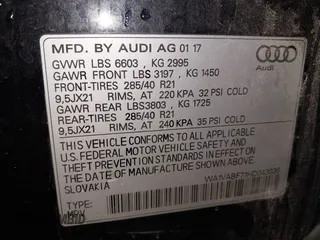 MFD. BY AUDI AG 01 17
GVWR LBS 6603 , KG 2995
GAWR FRONT LBS 3197 , KG 1450
FRONT-TIRES 285/40 R21
9,5JX21 RIMS, AT 220 KPA 32 PSI COLD
GAWR REAR LBS3803 , KG 1725
REAR-TIRES 285/40 R21
9,5JX21 RIMS, AT 240 KPA 35 PSI COLD
Audi
THIS VEHICLE CONFORMS TO ALL APPLICABLE
U.S. FEDERAL MOTOR VEHICLE SAFETY AND
THEFT PREVENTION STANDARDS IN EFFECT ON THE
DATE OF MANUFACTURE SHOWN ABOVE.
SLOVAKIA
TYPE: